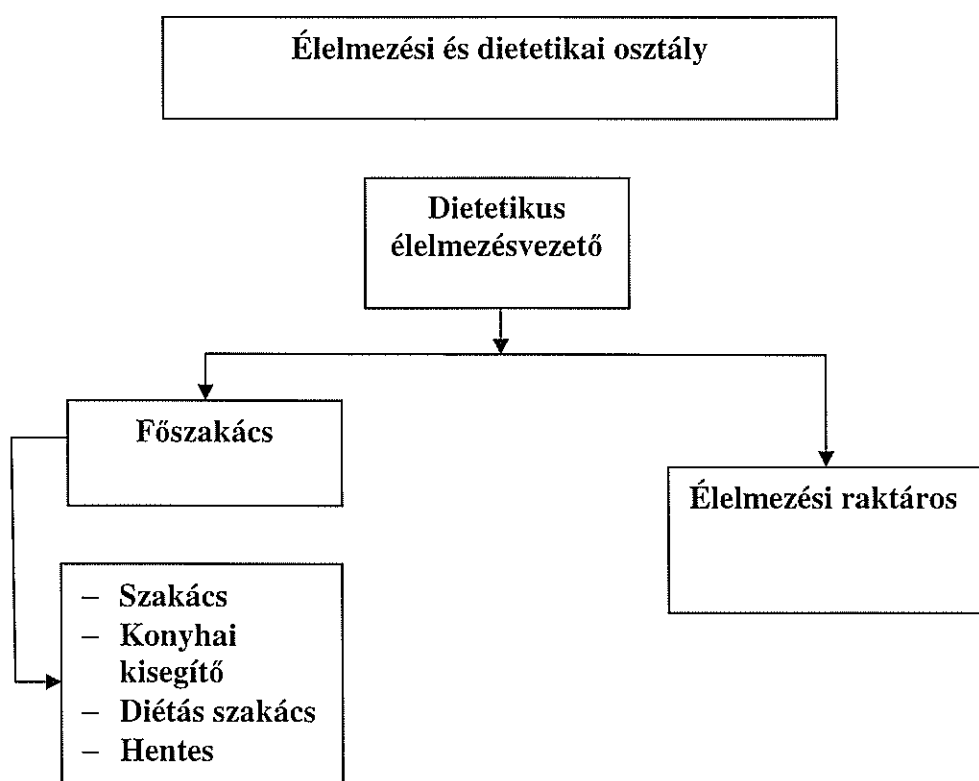 Élelmezési és dietetikai osztály
Dietetikus
élelmezésvezető
Főszakács
Élelmezési raktáros
– Szakács
– Konyhai
kisegítő
– Diétás szakács
– Hentes